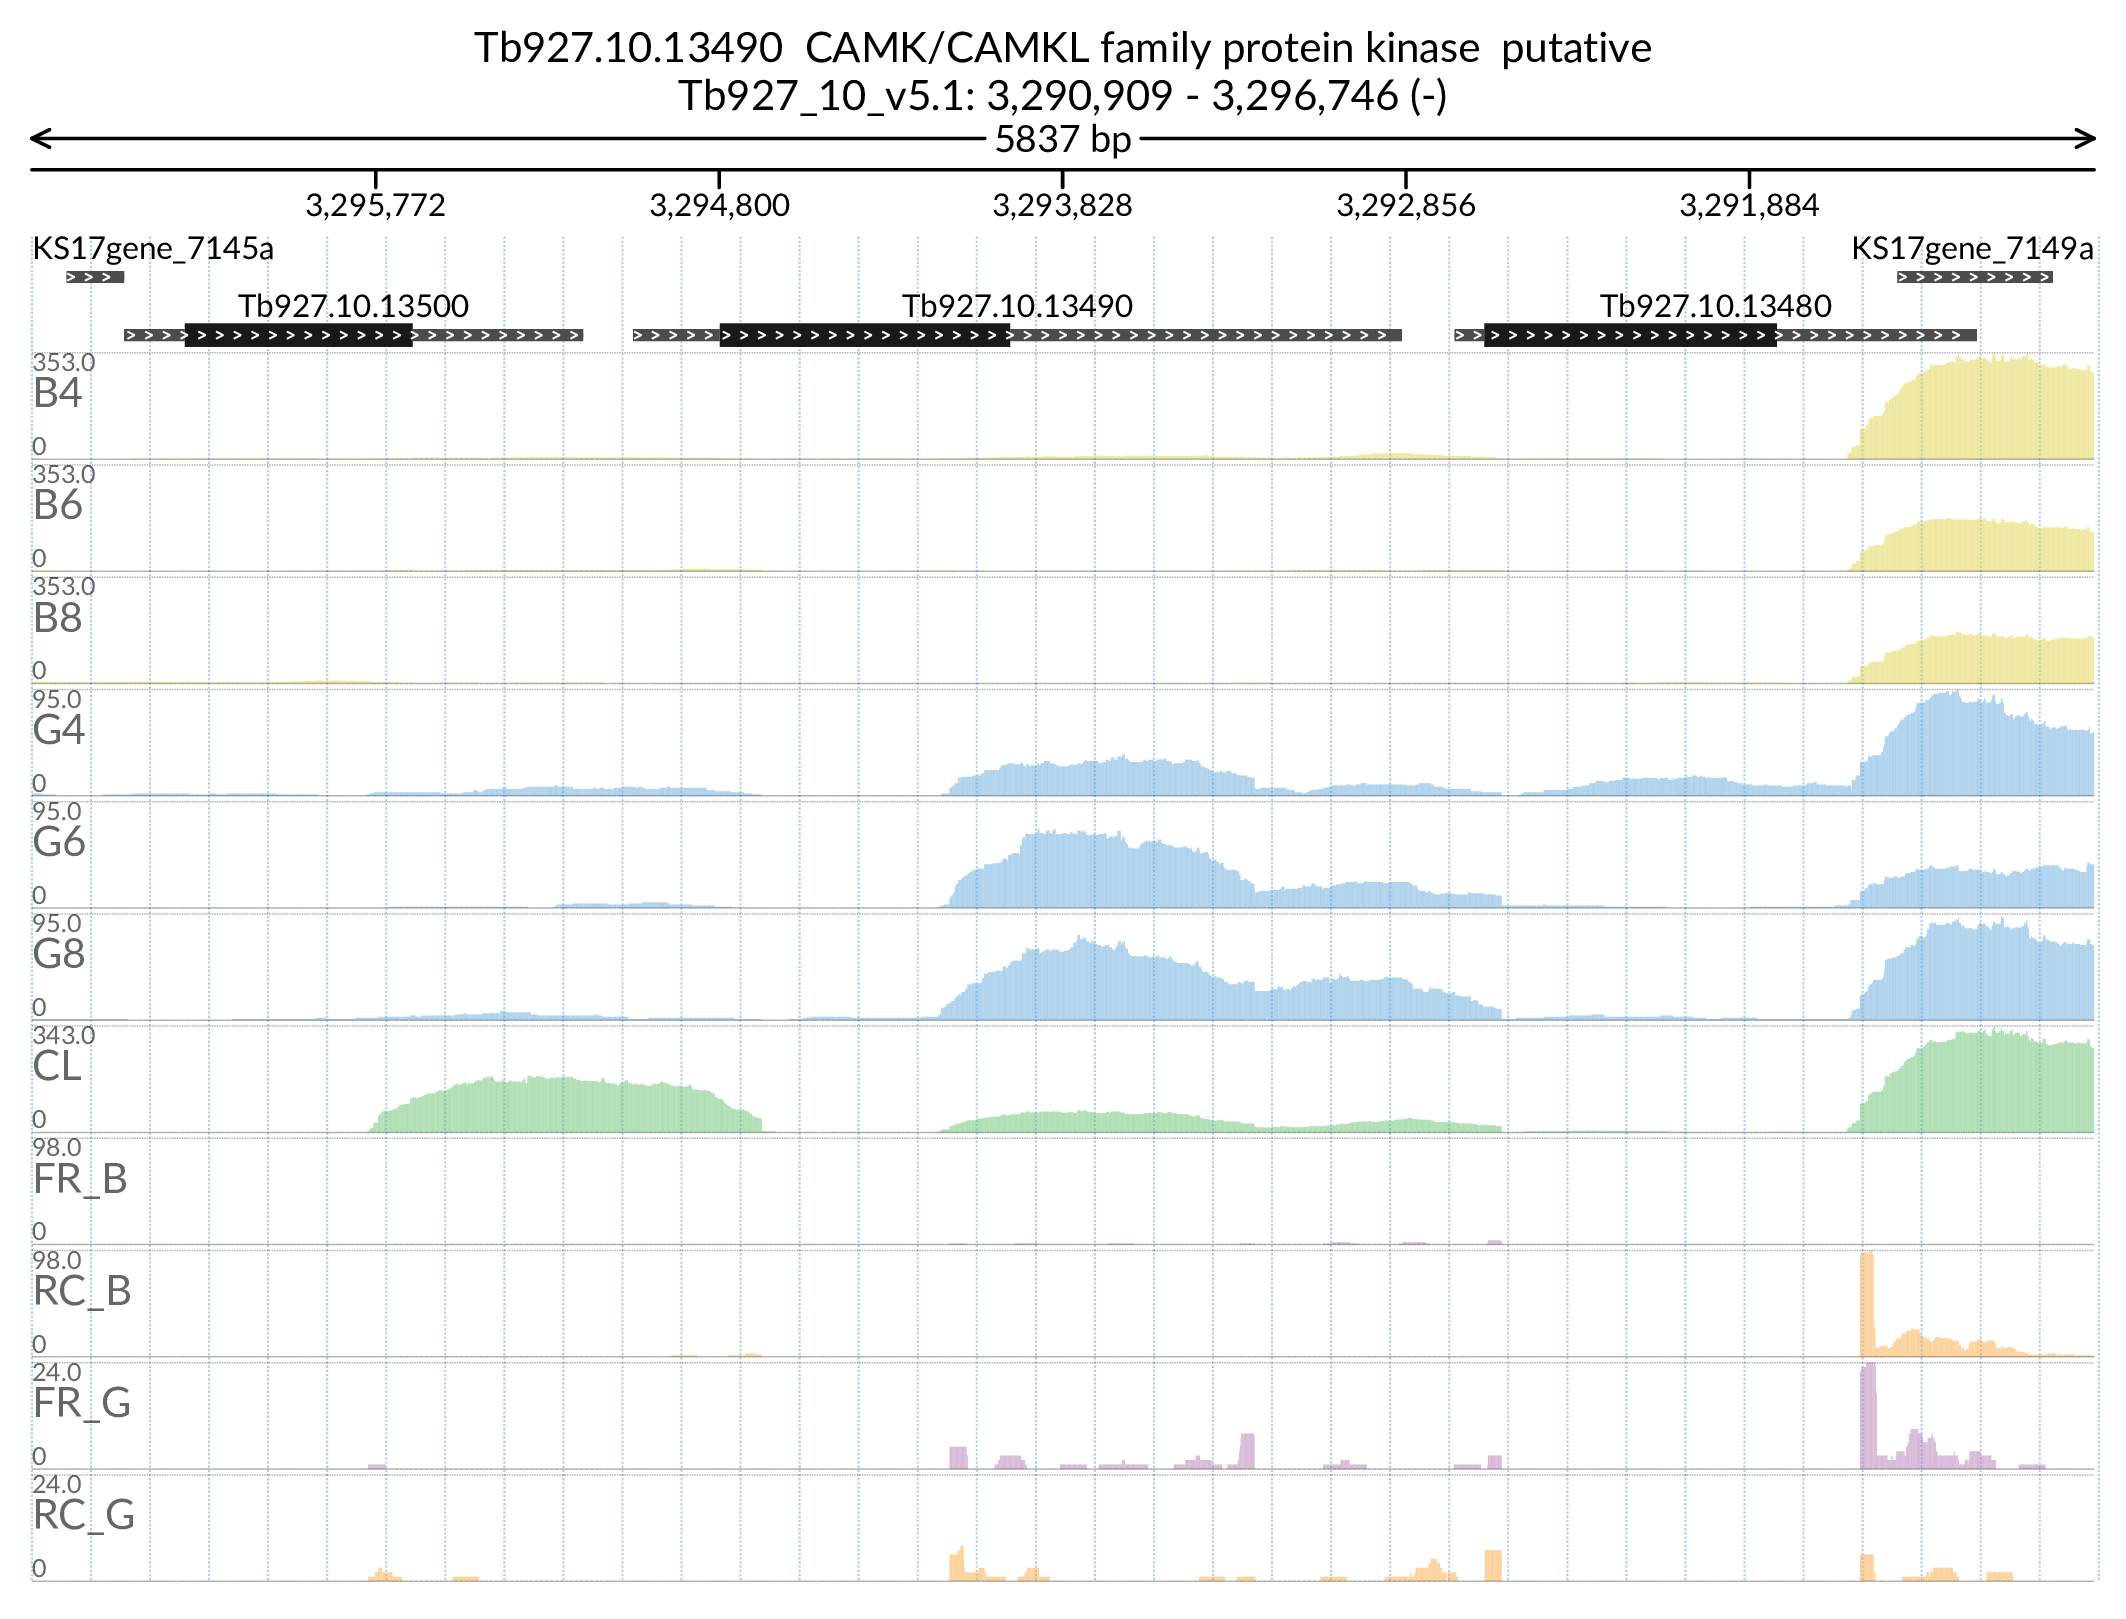 Tb927.10.13490  CAMK/CAMKL family protein kinase  putative
Tb927_10_v5.1: 3,290,909 - 3,296,746 (-)
5837 bp
3,295,772 3,294,800 3,293,828 3,292,856 3,291,884
KS17gene_7145a KS17gene_7149a
Tb927.10.13500 Tb927.10.13490 Tb927.10.13480
353.0
B4
0
353.0
B6
0
353.0
B8
0
95.0
G4
0
95.0
G6
0
95.0
G8
0
343.0
CL
0
98.0
FR_B
0
98.0
RC_B
0
24.0
FR_G
0
24.0
RC_G
0